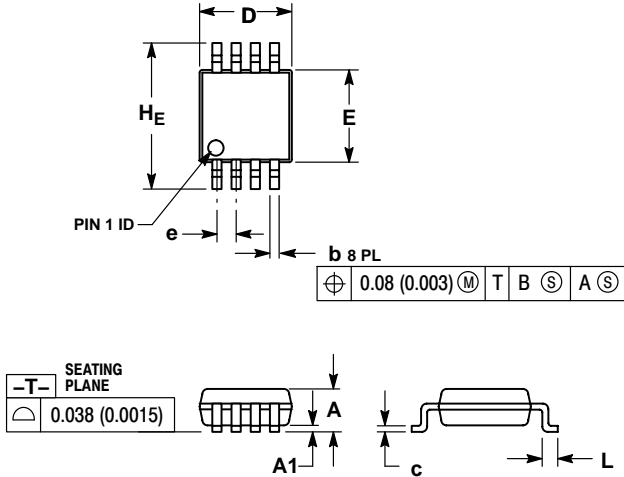 D
HE
E
PIN 1 ID
e
b 8 PL
⌖ 0.08 (0.003) Ⓜ T B Ⓢ A Ⓢ
–T– SEATING
PLANE
⌓ 0.038 (0.0015)
A
A1
c
L